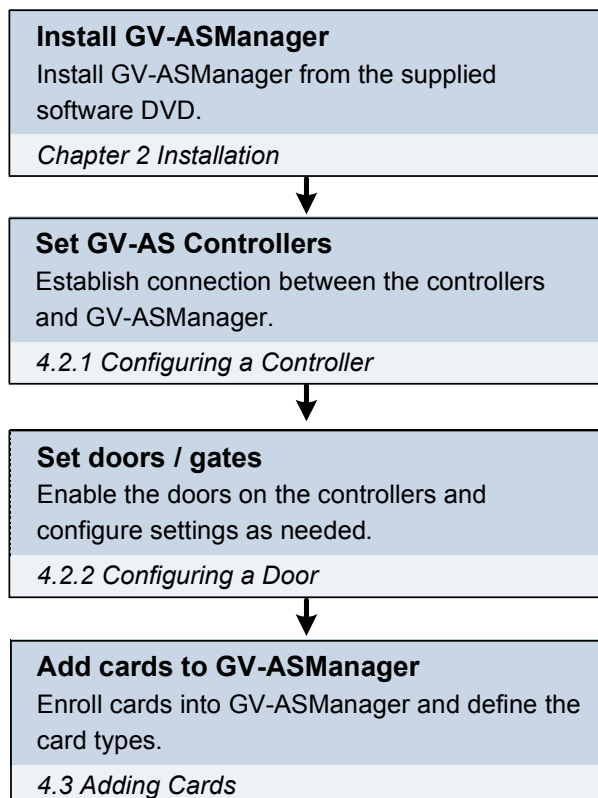 Install GV-ASManager
Install GV-ASManager from the supplied
software DVD.
Chapter 2 Installation
Set GV-AS Controllers
Establish connection between the controllers
and GV-ASManager.
4.2.1 Configuring a Controller
Set doors / gates
Enable the doors on the controllers and
configure settings as needed.
4.2.2 Configuring a Door
Add cards to GV-ASManager
Enroll cards into GV-ASManager and define the
card types.
4.3 Adding Cards